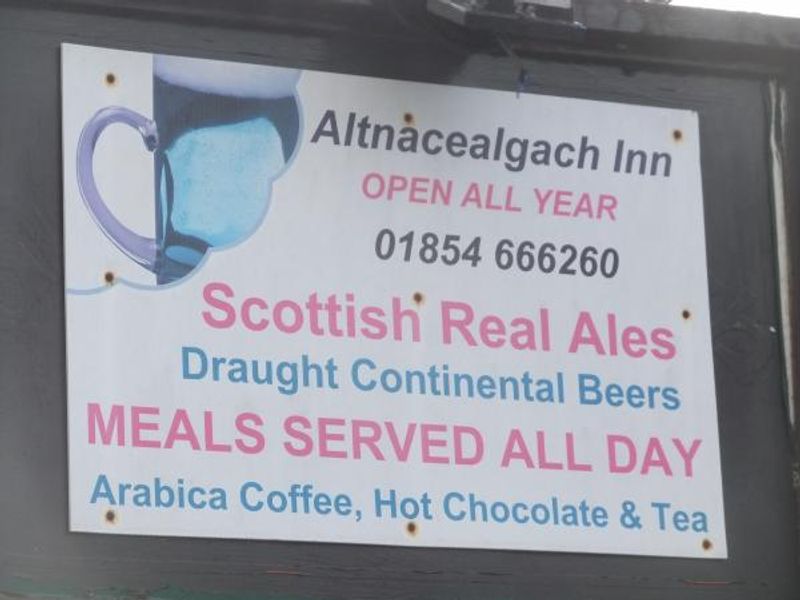 Altnacealgach Inn
OPEN ALL YEAR
01854 666260
Scottish Real Ales
Draught Continental Beers
MEALS SERVED ALL DAY
Arabica Coffee, Hot Chocolate & Tea